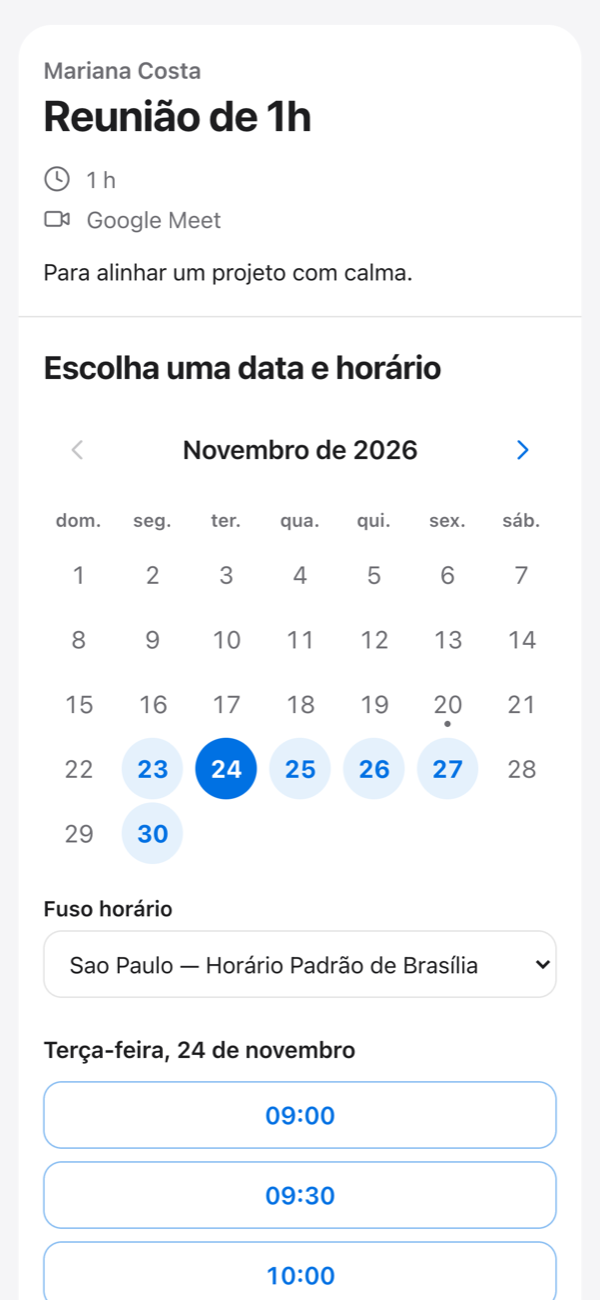 Mariana Costa
Reunião de 1h
1 h
Google Meet
Para alinhar um projeto com calma.
Escolha uma data e horário
Novembro de 2026
dom. seg. ter. qua. qui. sex. sáb.
1 2 3 4 5 6 7
8 9 10 11 12 13 14
15 16 17 18 19 20 21
22 23 24 25 26 27 28
29 30
Fuso horário
Sao Paulo — Horário Padrão de Brasília
Terça-feira, 24 de novembro
09:00
09:30
10:00